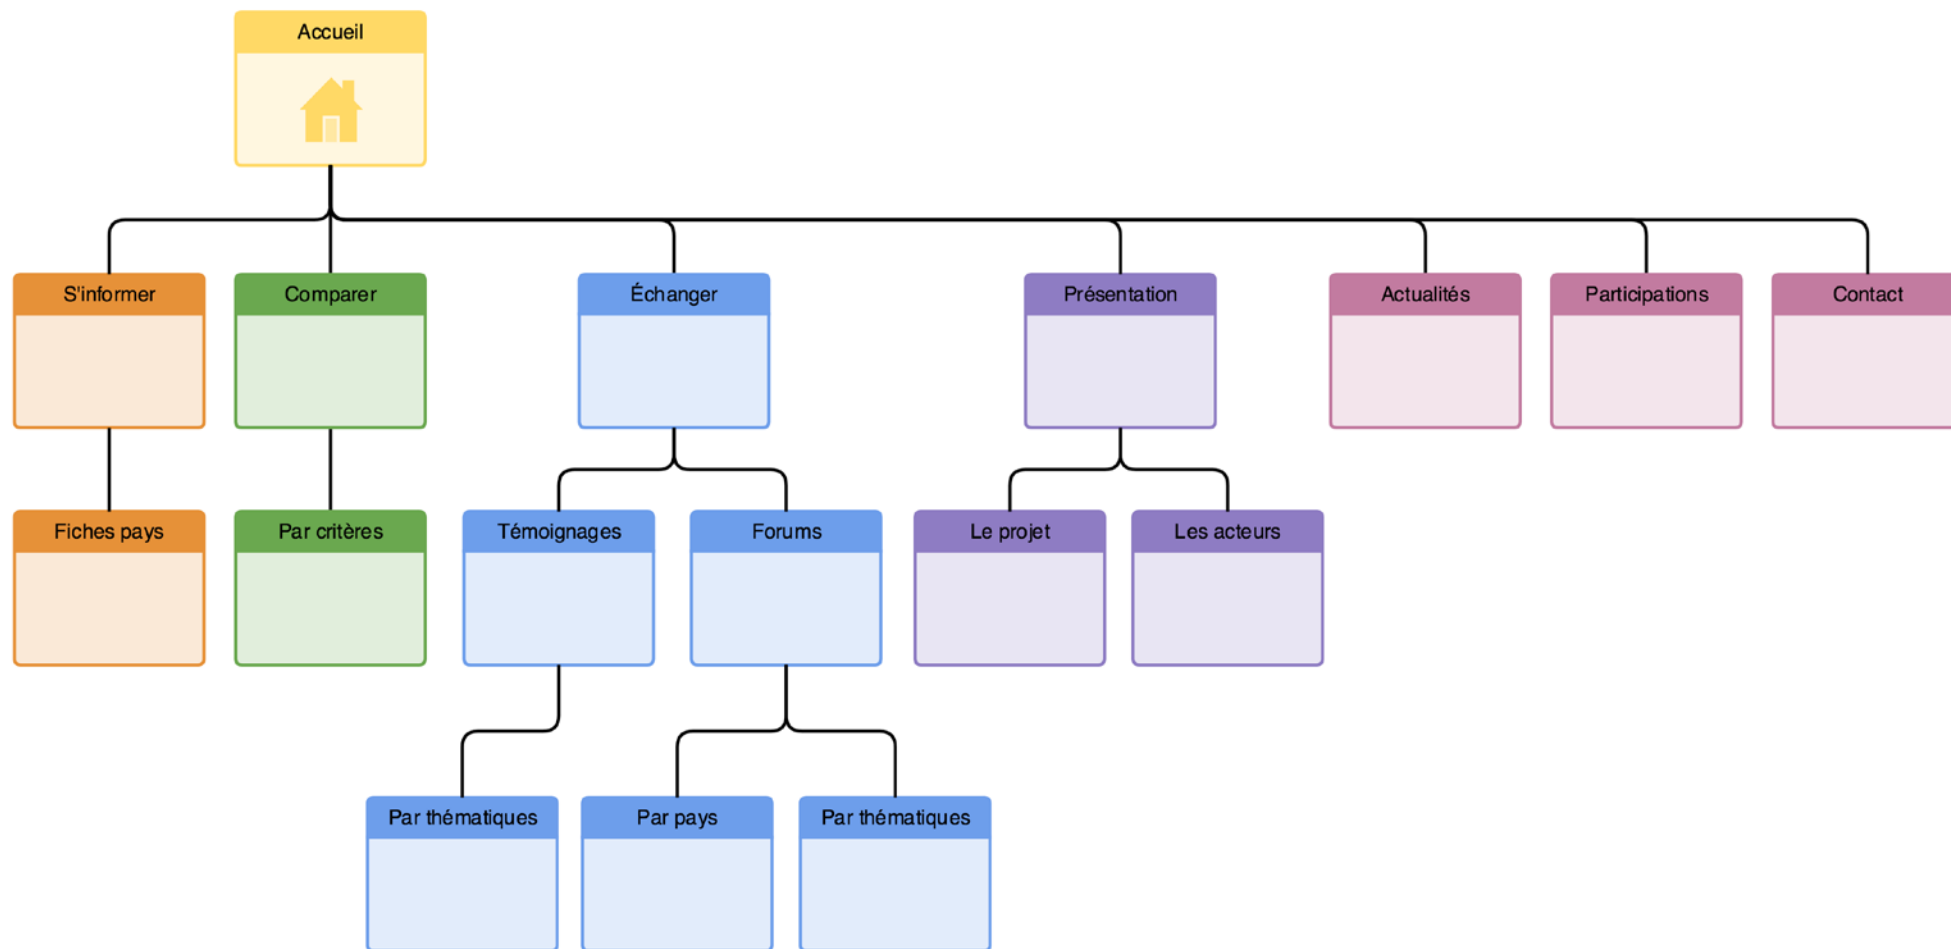 Accueil
S'informer
Comparer
Échanger
Présentation
Actualités
Participations
Contact
Fiches pays
Par critères
Témoignages
Forums
Le projet
Les acteurs
Par thématiques
Par pays
Par thématiques